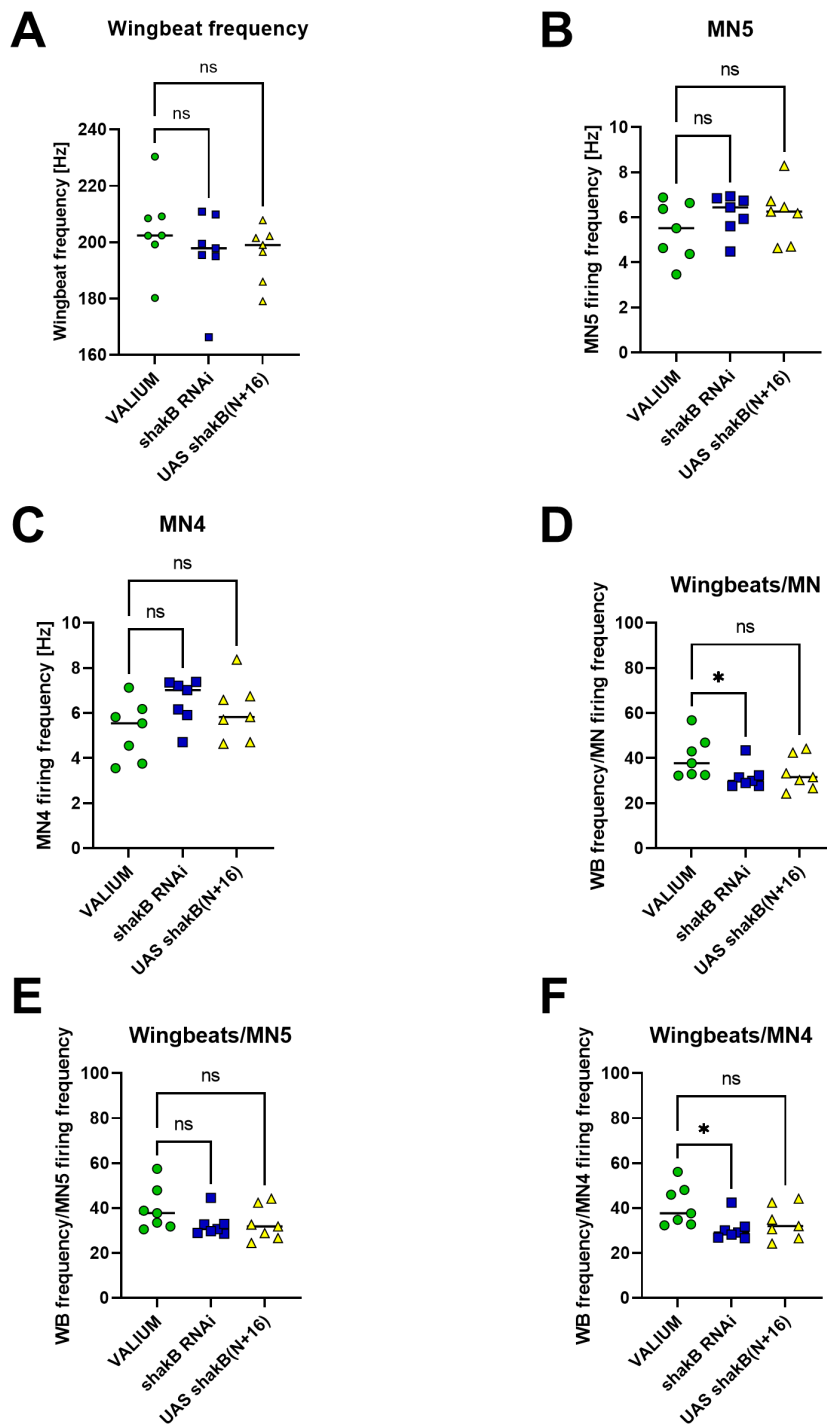 A
Wingbeat frequency
ns
ns
Wingbeat frequency [Hz]
240
220
200
180
160
VALIUM
shakB RNAi
UAS shakB(N+16)
B
MN5
ns
ns
MN5 firing frequency [Hz]
10
8
6
4
2
0
VALIUM
shakB RNAi
UAS shakB(N+16)
C
MN4
ns
ns
MN4 firing frequency [Hz]
10
8
6
4
2
0
VALIUM
shakB RNAi
UAS shakB(N+16)
D
Wingbeats/MN
ns
*
WB frequency/MN firing frequency
100
80
60
40
20
0
VALIUM
shakB RNAi
UAS shakB(N+16)
E
Wingbeats/MN5
ns
ns
WB frequency/MN5 firing frequency
100
80
60
40
20
0
VALIUM
shakB RNAi
UAS shakB(N+16)
F
Wingbeats/MN4
ns
*
WB frequency/MN4 firing frequency
100
80
60
40
20
0
VALIUM
shakB RNAi
UAS shakB(N+16)